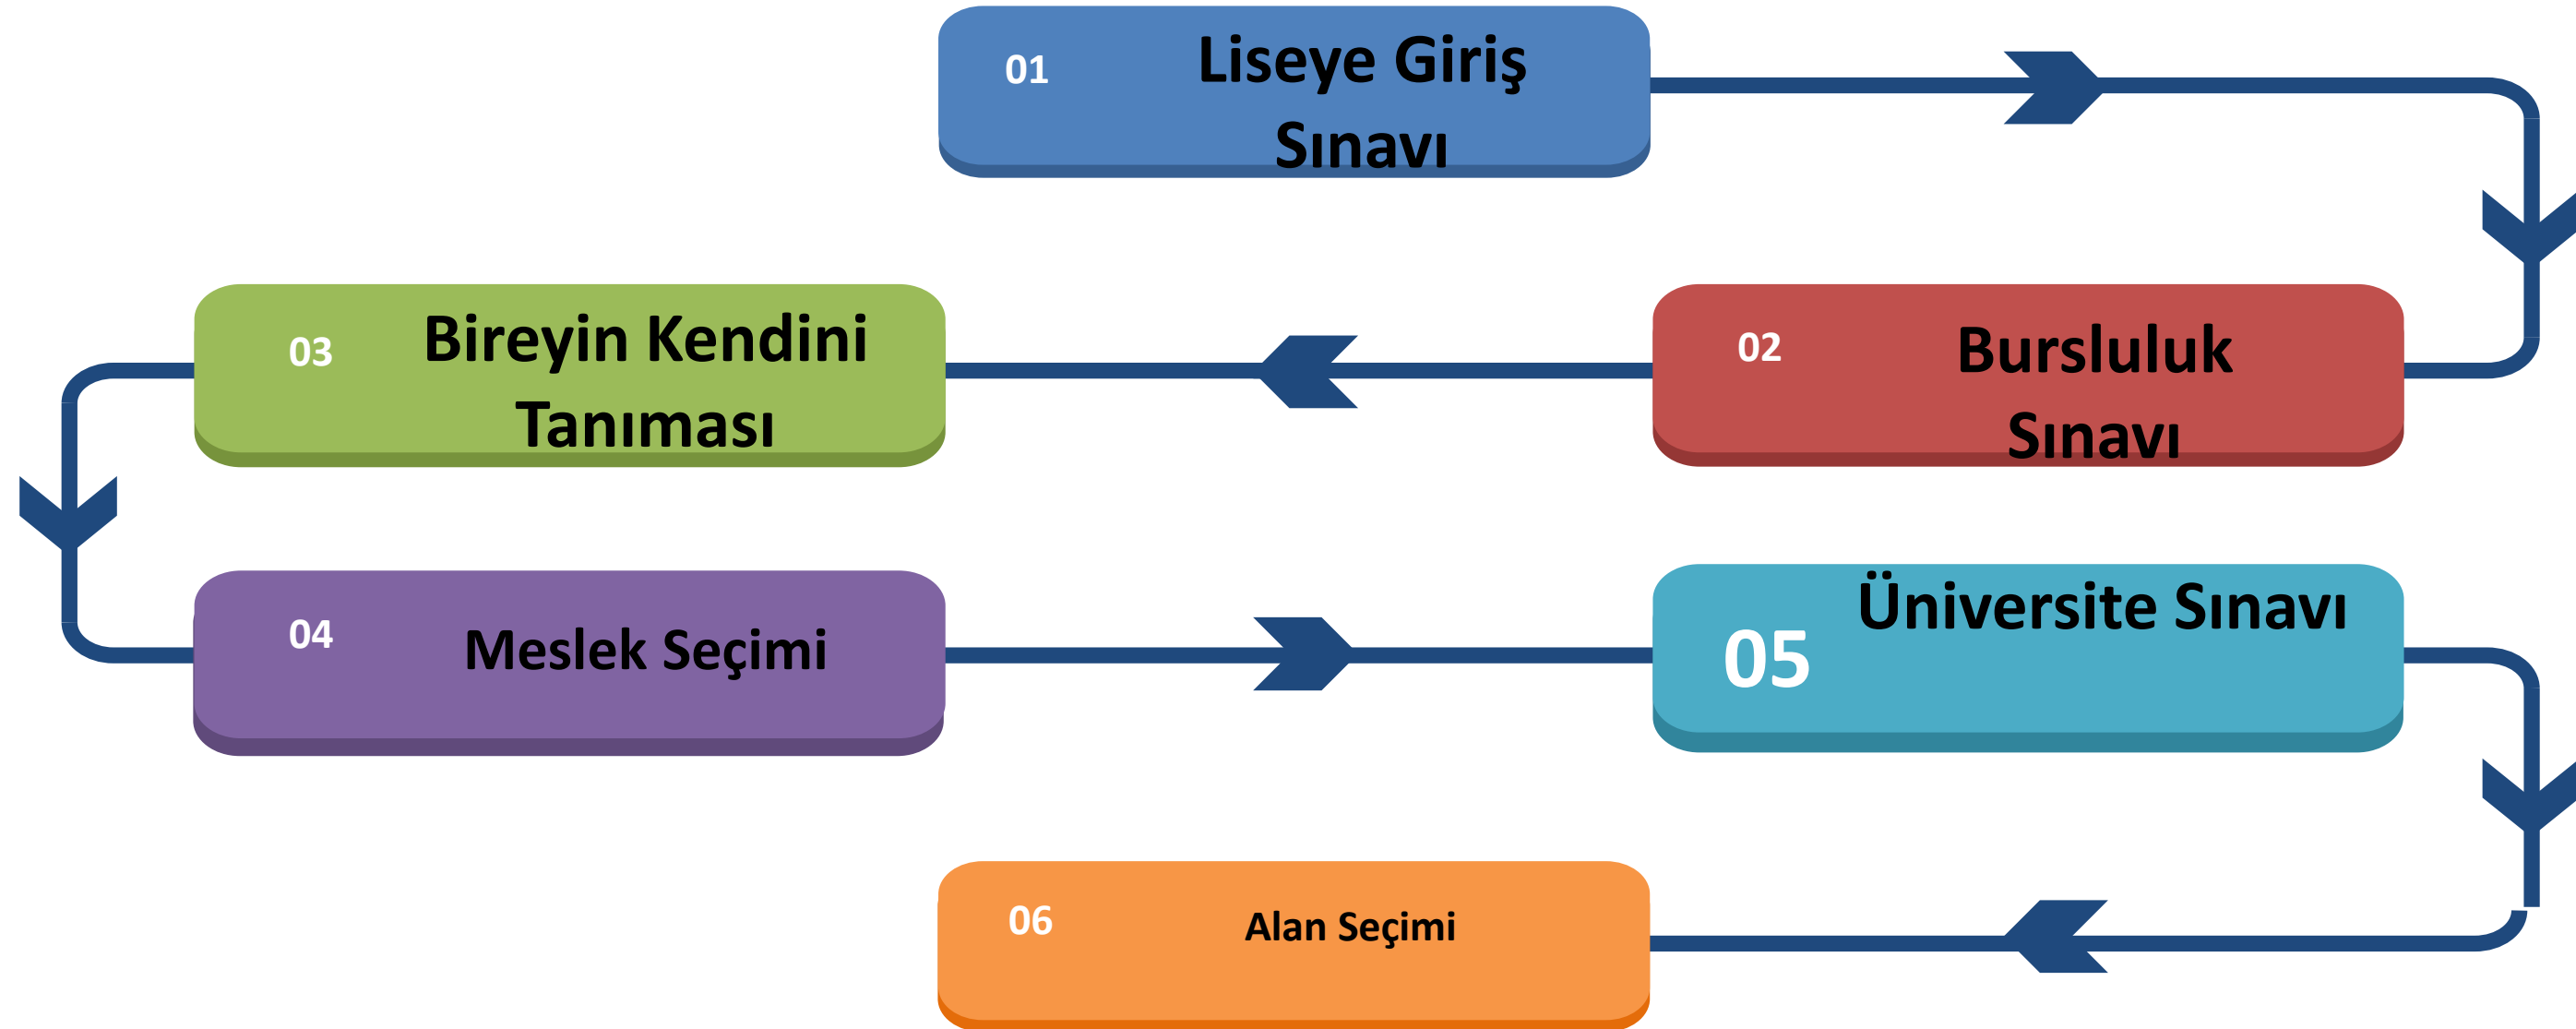 01
Liseye Giriş
Sınavı
02
Bursluluk
Sınavı
03
Bireyin Kendini
Tanıması
04
Meslek Seçimi
05
Üniversite Sınavı
06
Alan Seçimi